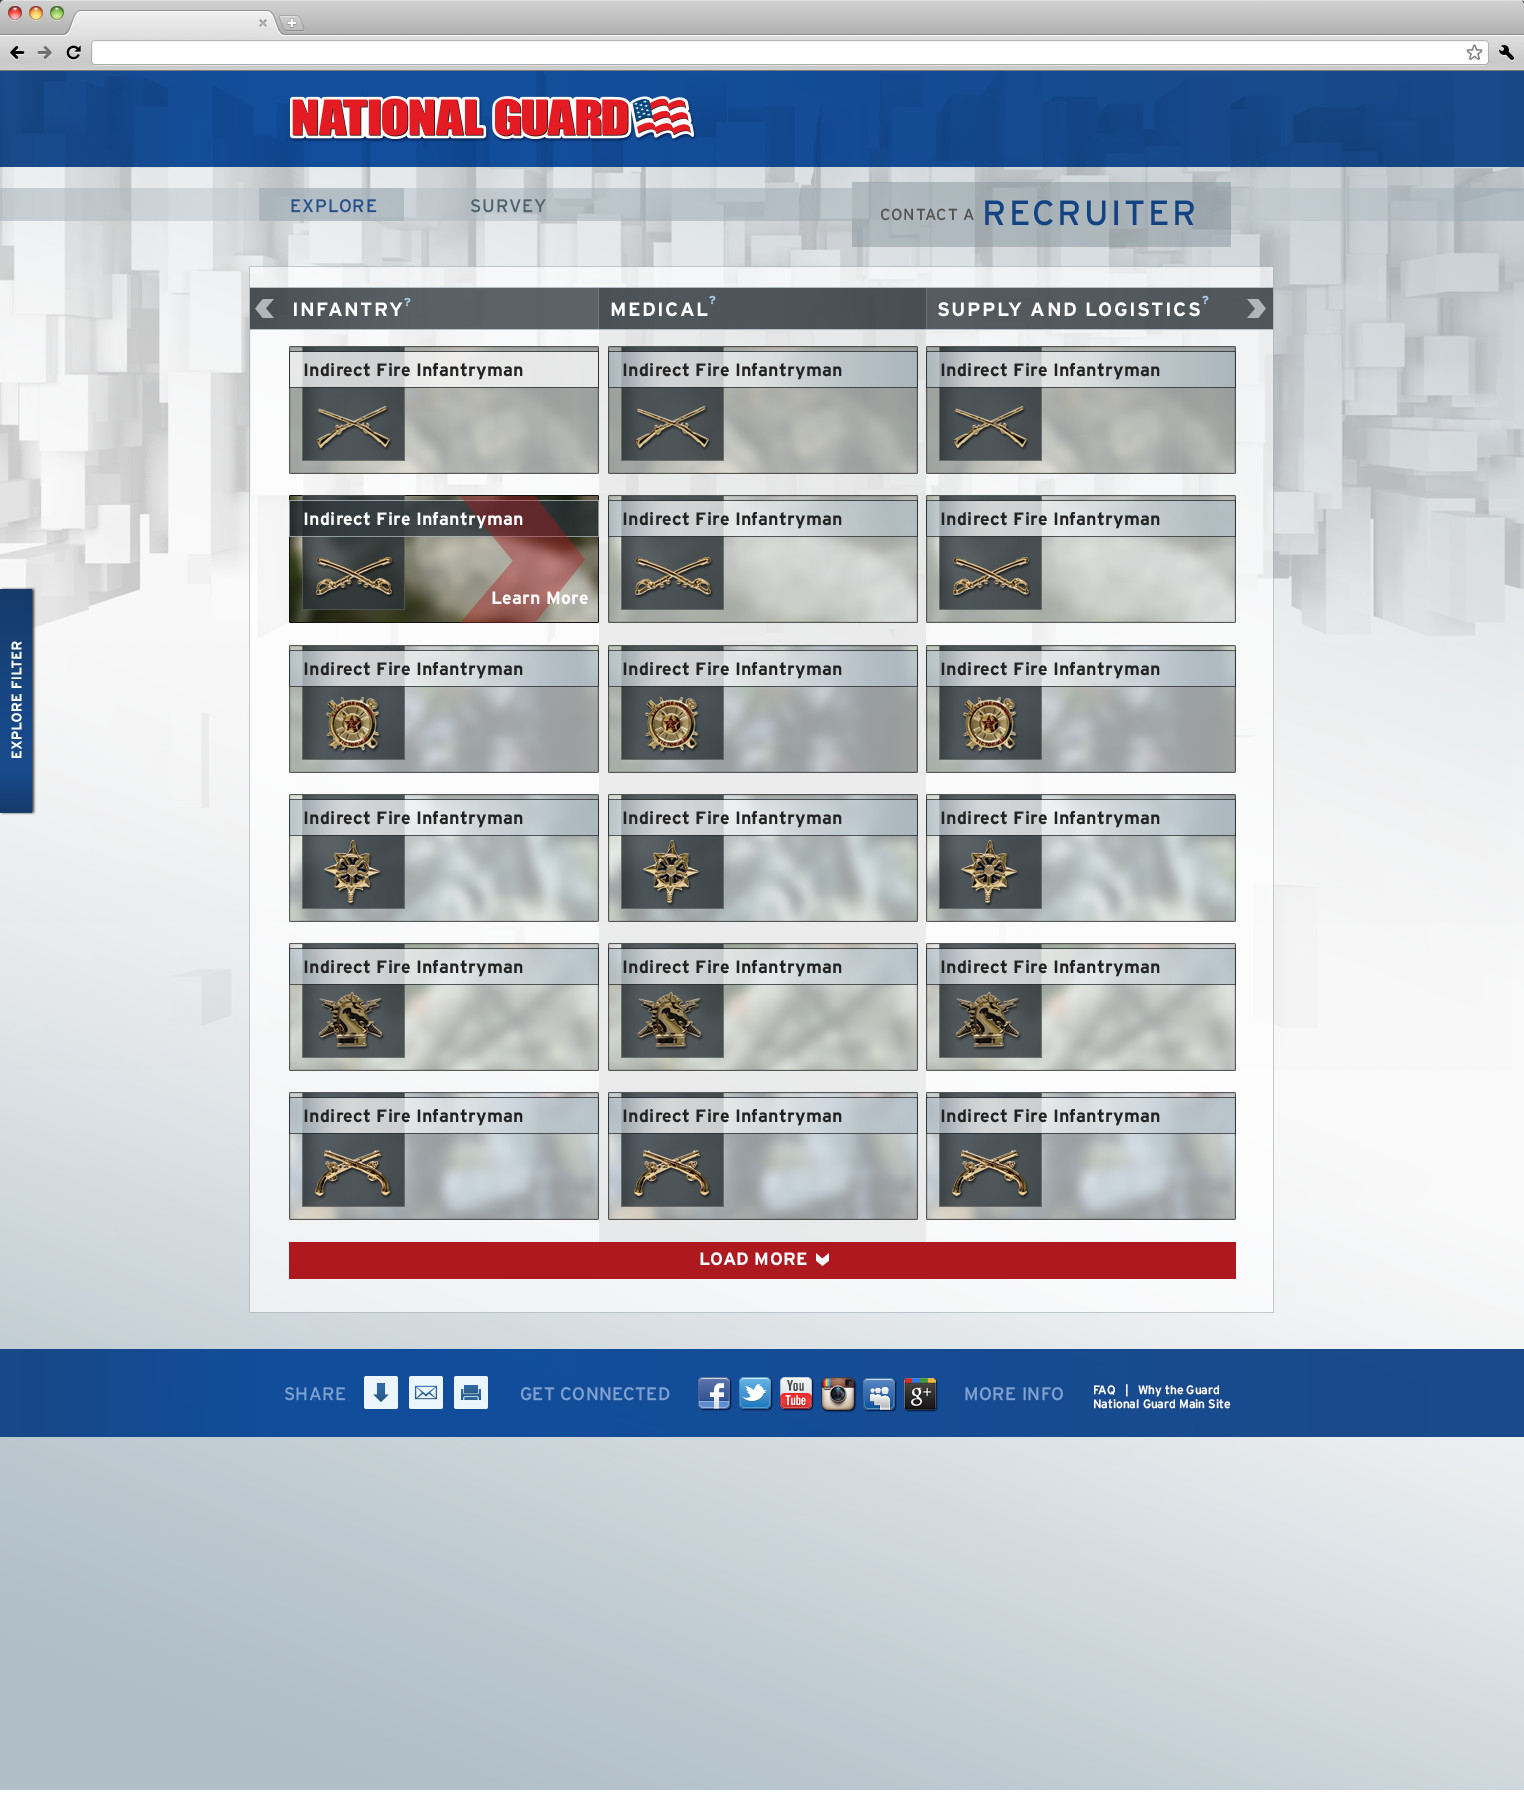 NATIONAL GUARD
EXPLORE
SURVEY
CONTACT A RECRUITER
INFANTRY?
MEDICAL?
SUPPLY AND LOGISTICS?
Indirect Fire Infantryman
Indirect Fire Infantryman
Indirect Fire Infantryman
Indirect Fire Infantryman
Learn More
Indirect Fire Infantryman
Indirect Fire Infantryman
EXPLORE FILTER
Indirect Fire Infantryman
Indirect Fire Infantryman
Indirect Fire Infantryman
Indirect Fire Infantryman
Indirect Fire Infantryman
Indirect Fire Infantryman
Indirect Fire Infantryman
Indirect Fire Infantryman
Indirect Fire Infantryman
Indirect Fire Infantryman
Indirect Fire Infantryman
Indirect Fire Infantryman
LOAD MORE
SHARE
GET CONNECTED
f
You
Tube
g+
MORE INFO
FAQ | Why the Guard
National Guard Main Site